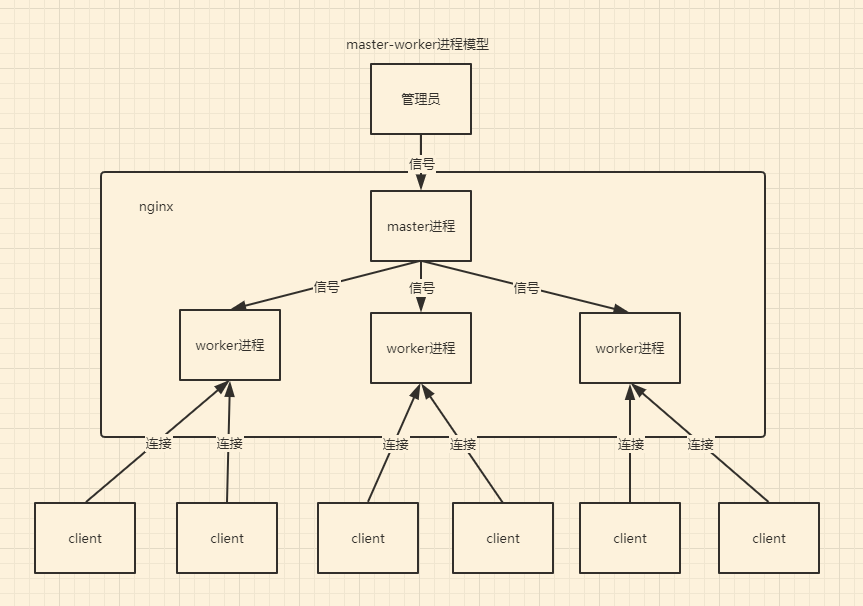 master-worker进程模型
管理员
信号
nginx
master进程
信号
信号
信号
worker进程
worker进程
worker进程
连接
连接
连接
连接
连接
连接
client
client
client
client
client
client